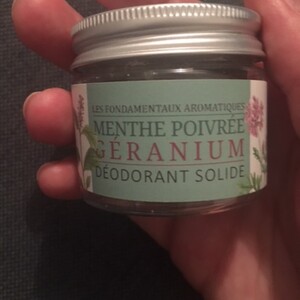 LES FONDAMENTAUX AROMATIQUES
MENTHE POIVRÉE
GÉRANIUM
DÉODORANT SOLIDE